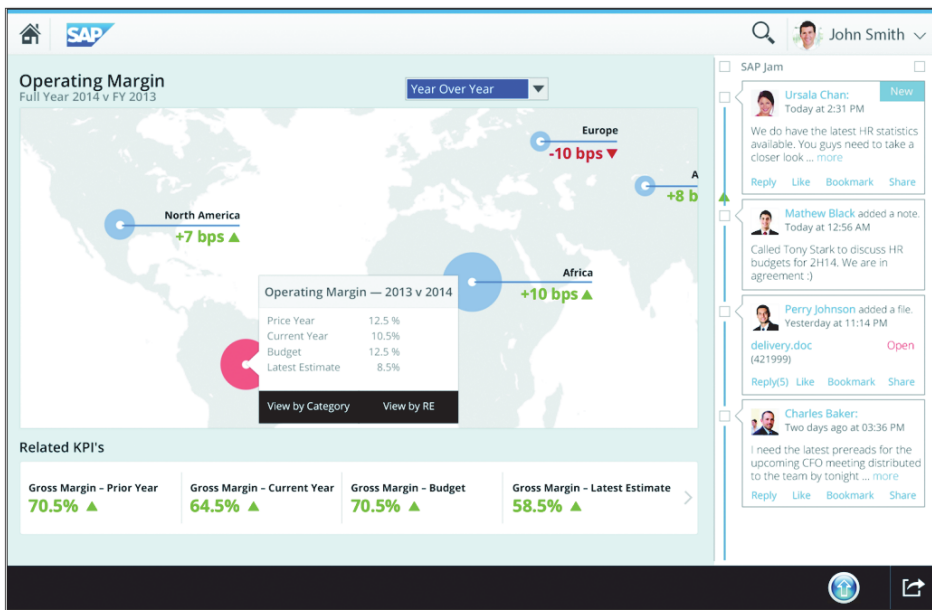 SAP
John Smith
Operating Margin
Full Year 2014 v FY 2013
Year Over Year
Europe
-10 bps ▼
A
+8 b
North America
+7 bps ▲
Africa
+10 bps ▲
Operating Margin — 2013 v 2014
Price Year 12.5 %
Current Year 10.5%
Budget 12.5 %
Latest Estimate 8.5%
View by Category View by RE
Related KPI's
Gross Margin – Prior Year
70.5% ▲
Gross Margin – Current Year
64.5% ▲
Gross Margin – Budget
70.5% ▲
Gross Margin – Latest Estimate
58.5% ▲
SAP Jam
Ursala Chan:
New
Today at 2:31 PM
We do have the latest HR statistics
available. You guys need to take a
closer look ... more
Reply Like Bookmark Share
Mathew Black added a note.
Today at 12:56 AM
Called Tony Stark to discuss HR
budgets for 2H14. We are in
agreement :)
Perry Johnson added a file.
Yesterday at 11:14 PM
delivery.doc Open
(421999)
Reply(5) Like Bookmark Share
Charles Baker:
Two days ago at 03:36 PM
I need the latest prereads for the
upcoming CFO meeting distributed
to the team by tonight ... more
Reply Like Bookmark Share